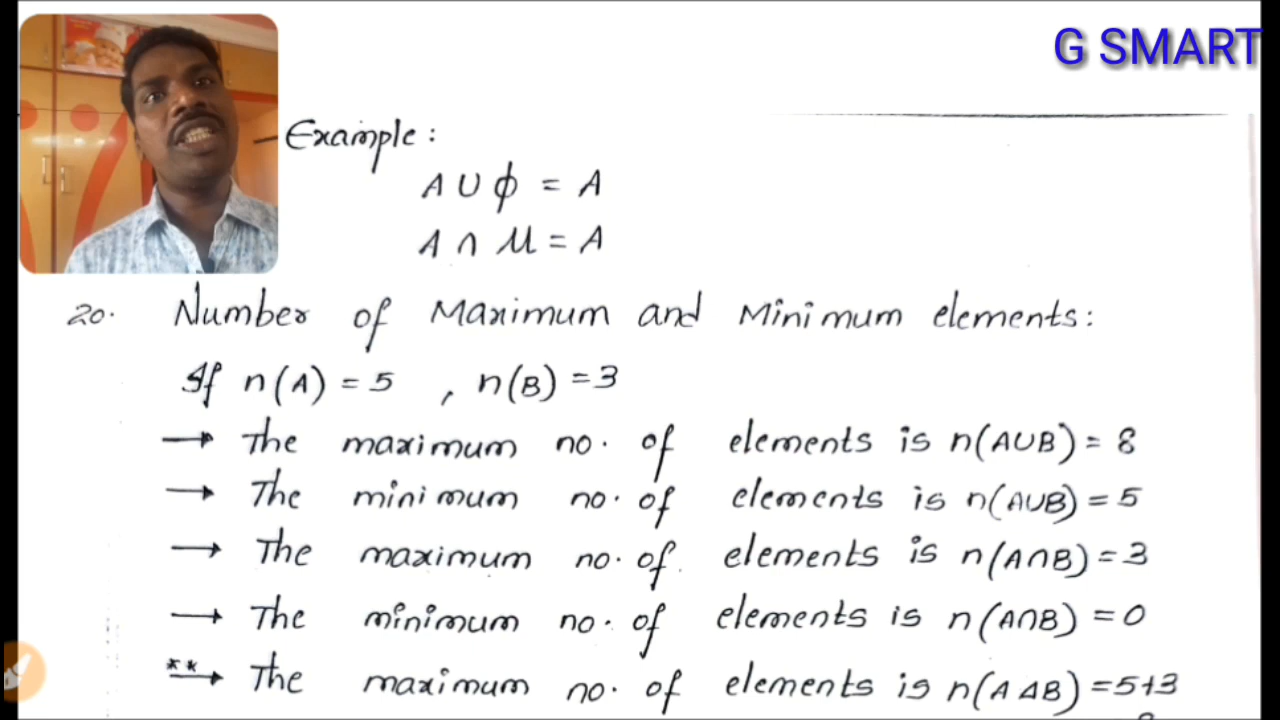 G SMART
Example:
A ∪ ϕ = A
A ∩ μ = A
20. Number of Maximum and Minimum elements:
If n(A) = 5 , n(B) = 3
→ The maximum no. of elements is n(A∪B) = 8
→ The minimum no. of elements is n(A∪B) = 5
→ The maximum no. of elements is n(A∩B) = 3
→ The minimum no. of elements is n(A∩B) = 0
** → The maximum no. of elements is n(A Δ B) = 5+3